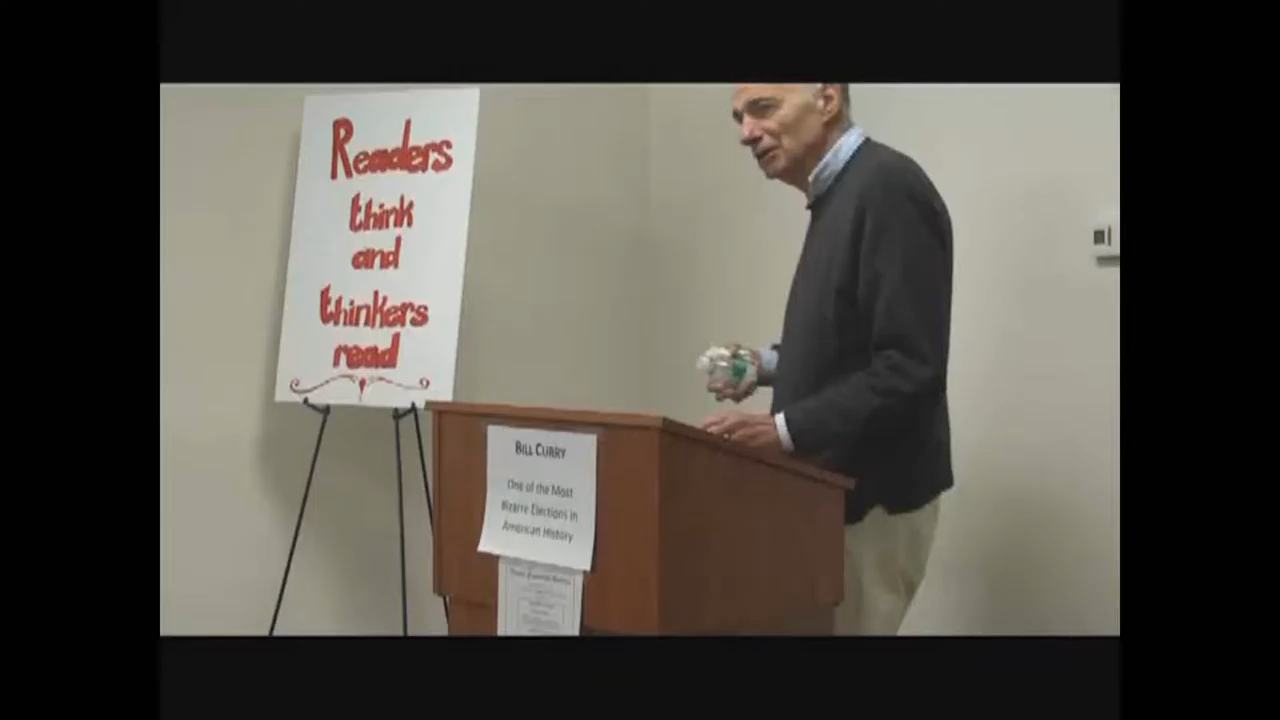 Readers
think
and
thinkers
read
BILL CURRY
One of the Most
Bizarre Elections in
American History